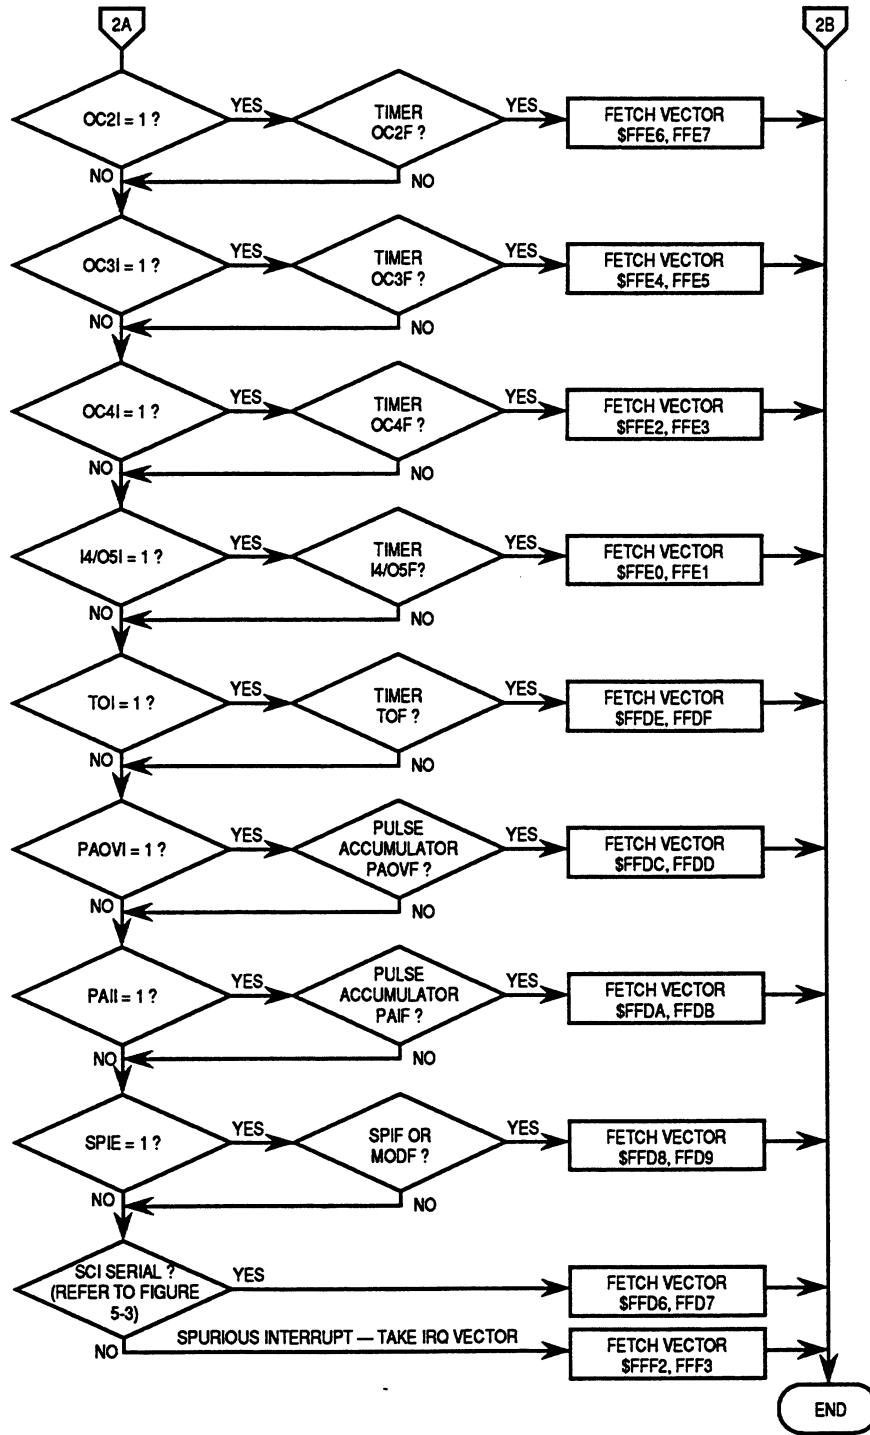 2A
2B
OC2I = 1 ?
YES
TIMER
OC2F ?
YES
FETCH VECTOR
$FFE6, FFE7
NO
NO
OC3I = 1 ?
YES
TIMER
OC3F ?
YES
FETCH VECTOR
$FFE4, FFE5
NO
NO
OC4I = 1 ?
YES
TIMER
OC4F ?
YES
FETCH VECTOR
$FFE2, FFE3
NO
NO
I4/O5I = 1 ?
YES
TIMER
I4/O5F?
YES
FETCH VECTOR
$FFE0, FFE1
NO
NO
TOI = 1 ?
YES
TIMER
TOF ?
YES
FETCH VECTOR
$FFDE, FFDF
NO
NO
PAOVI = 1 ?
YES
PULSE
ACCUMULATOR
PAOVF ?
YES
FETCH VECTOR
$FFDC, FFDD
NO
NO
PAII = 1 ?
YES
PULSE
ACCUMULATOR
PAIF ?
YES
FETCH VECTOR
$FFDA, FFDB
NO
NO
SPIE = 1 ?
YES
SPIF OR
MODF ?
YES
FETCH VECTOR
$FFD8, FFD9
NO
NO
SCI SERIAL ?
(REFER TO FIGURE
5-3)
YES
FETCH VECTOR
$FFD6, FFD7
NO
SPURIOUS INTERRUPT — TAKE IRQ VECTOR
FETCH VECTOR
$FFF2, FFF3
END